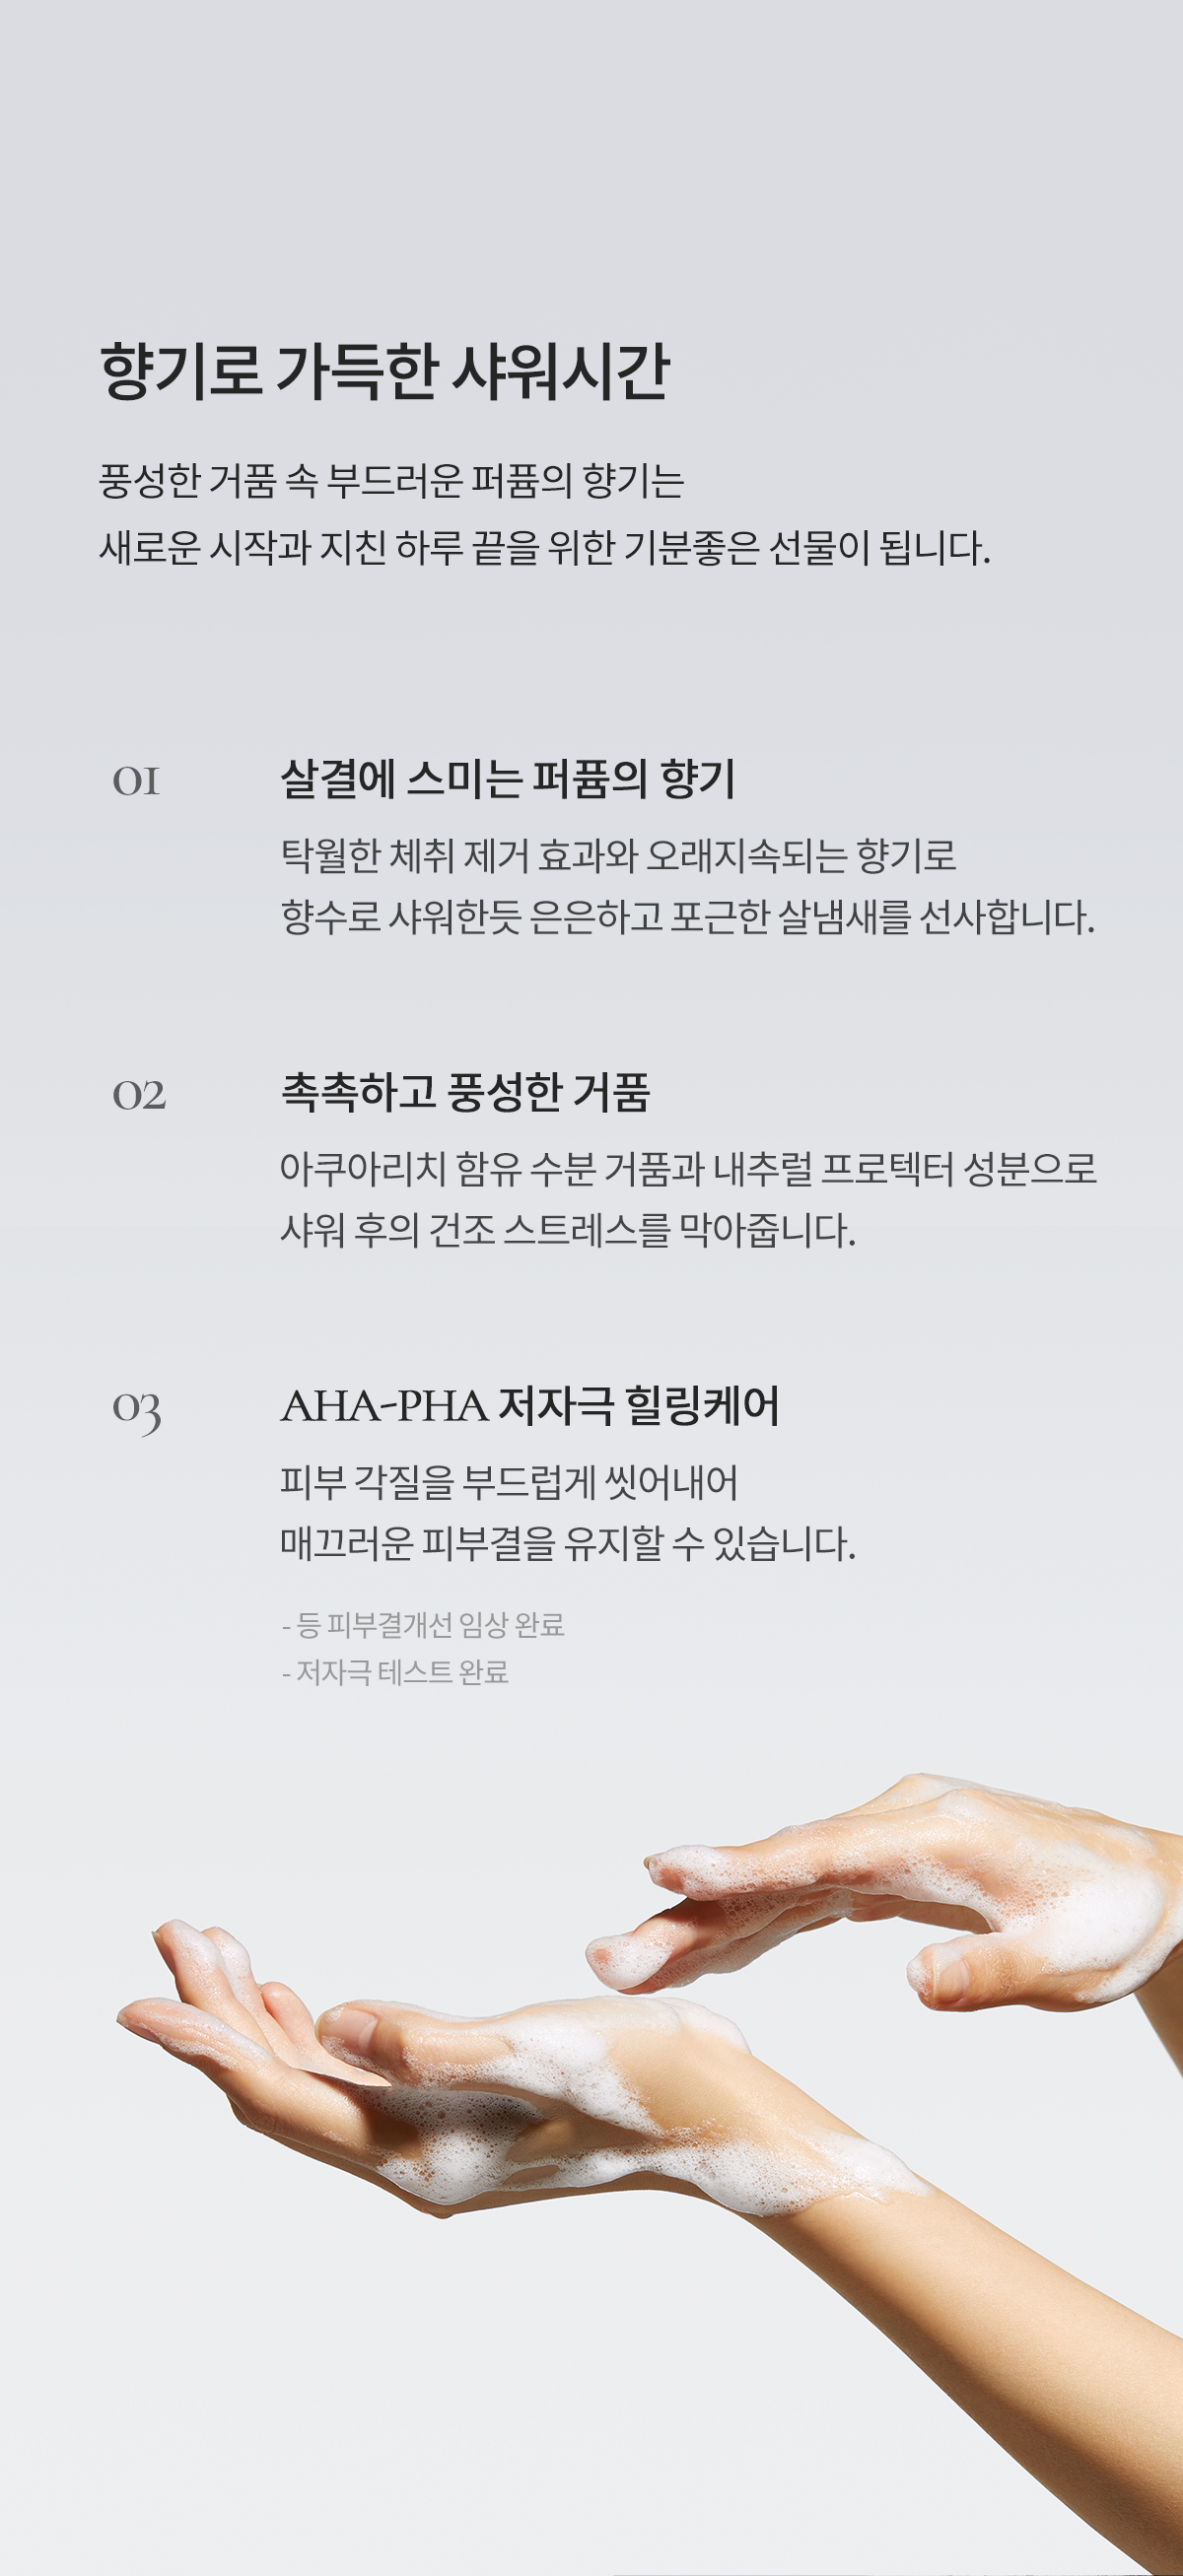 향기로 가득한 샤워시간
풍성한 거품 속 부드러운 퍼퓸의 향기는
새로운 시작과 지친 하루 끝을 위한 기분좋은 선물이 됩니다.
01
살결에 스미는 퍼퓸의 향기
탁월한 체취 제거 효과와 오래지속되는 향기로
향수로 샤워한듯 은은하고 포근한 살냄새를 선사합니다.
02
촉촉하고 풍성한 거품
아쿠아리치 함유 수분 거품과 내추럴 프로텍터 성분으로
샤워 후의 건조 스트레스를 막아줍니다.
03
AHA-PHA 저자극 힐링케어
피부 각질을 부드럽게 씻어내어
매끄러운 피부결을 유지할 수 있습니다.
- 등 피부결개선 임상 완료
- 저자극 테스트 완료